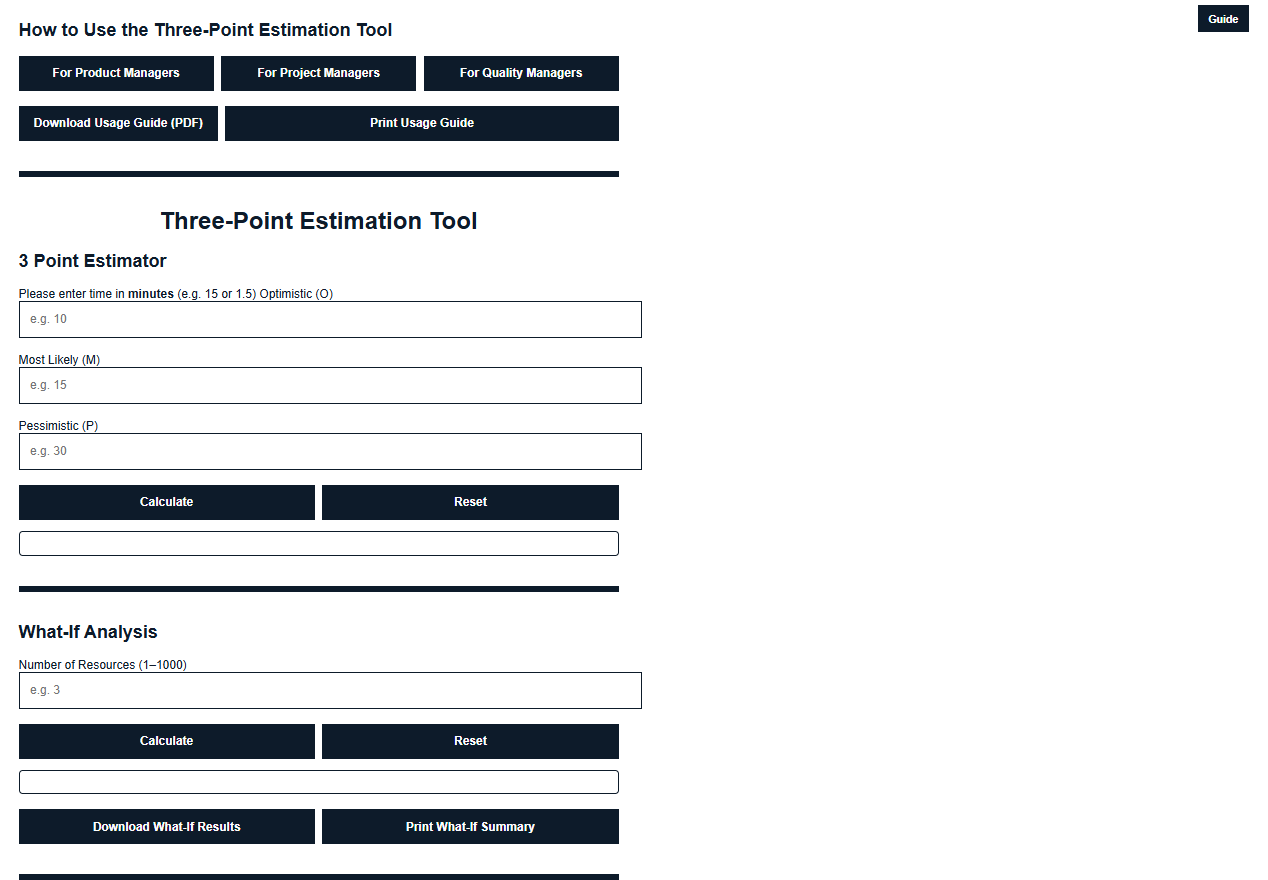 How to Use the Three-Point Estimation Tool
Guide
For Product Managers
For Project Managers
For Quality Managers
Download Usage Guide (PDF)
Print Usage Guide
Three-Point Estimation Tool
3 Point Estimator
Please enter time in minutes (e.g. 15 or 1.5) Optimistic (O)
e.g. 10
Most Likely (M)
e.g. 15
Pessimistic (P)
e.g. 30
Calculate
Reset
What-If Analysis
Number of Resources (1–1000)
e.g. 3
Calculate
Reset
Download What-If Results
Print What-If Summary